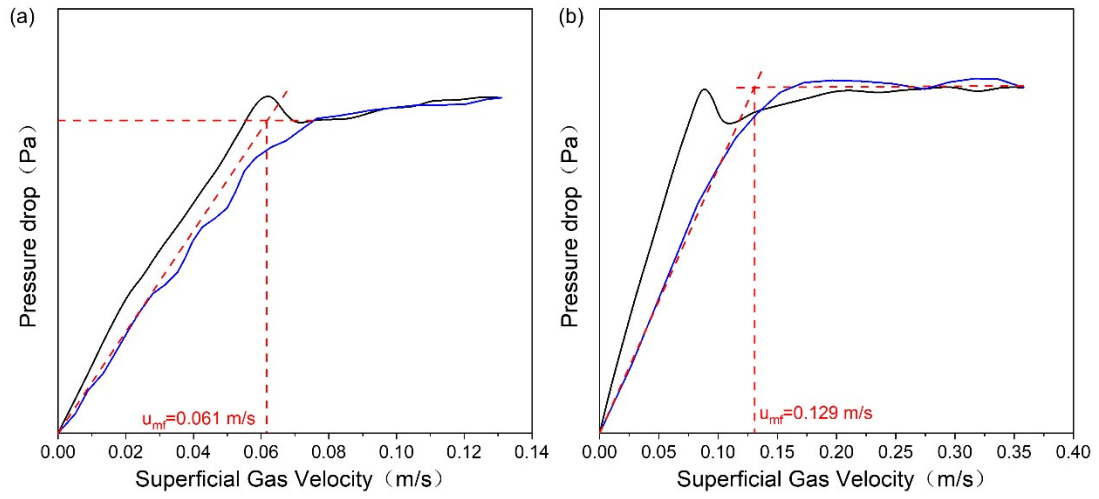 (a)
Pressure drop（Pa）
u_mf=0.061 m/s
0.00 0.02 0.04 0.06 0.08 0.10 0.12 0.14
Superficial Gas Velocity（m/s）
(b)
Pressure drop（Pa）
u_mf=0.129 m/s
0.00 0.05 0.10 0.15 0.20 0.25 0.30 0.35 0.40
Superficial Gas Velocity（m/s）